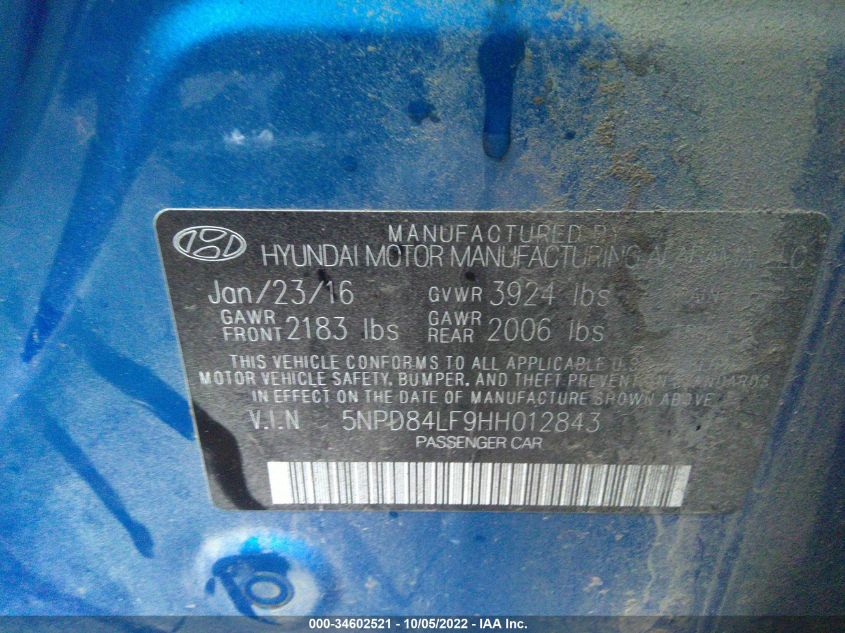 MANUFACTURED BY
HYUNDAI MOTOR MANUFACTURING ALABAMA LLC
Jan/23/16 GVWR 3924 lbs
GAWR FRONT 2183 lbs GAWR REAR 2006 lbs
THIS VEHICLE CONFORMS TO ALL APPLICABLE
MOTOR VEHICLE SAFETY, BUMPER, AND THEFT PREVENTION STANDARDS
IN EFFECT ON THE DATE OF MANUFACTURE SHOWN ABOVE
V.I.N 5NPD84LF9HH012843
PASSENGER CAR
000-34602521 - 10/05/2022 - IAA Inc.